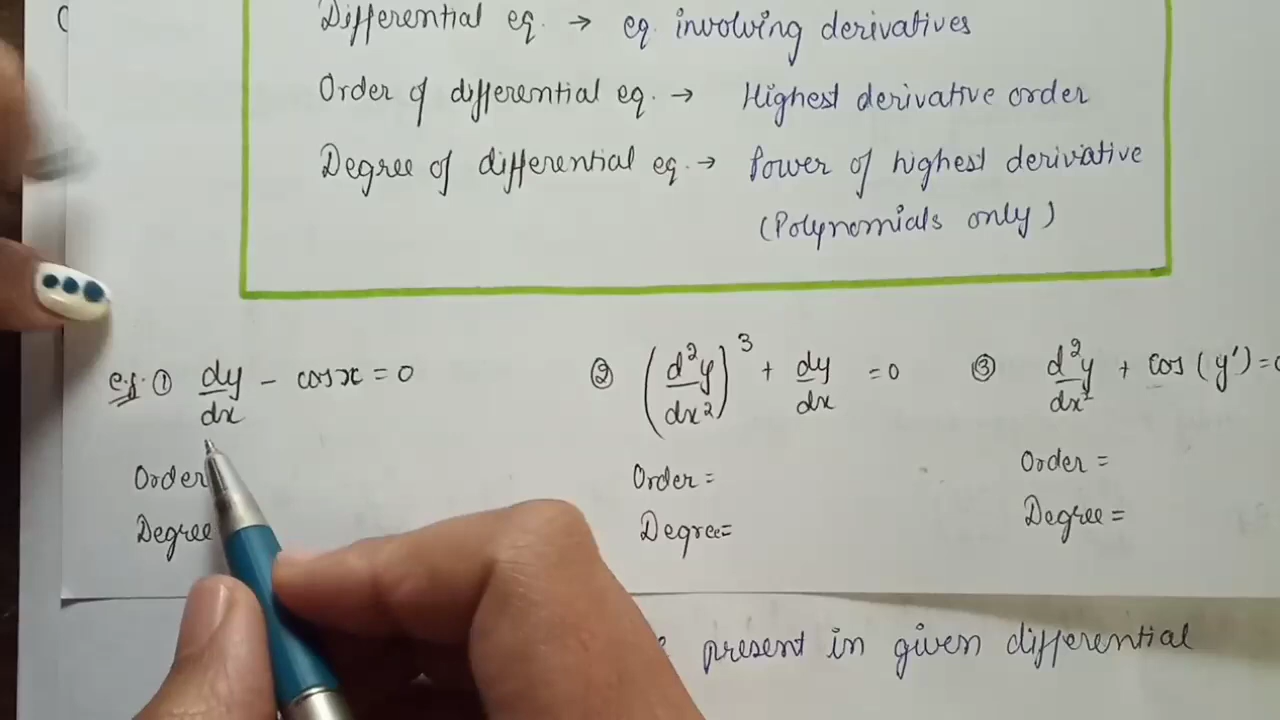 Differential eq. → eq. involving derivatives
Order of differential eq. → Highest derivative order
Degree of differential eq. → Power of highest derivative
(Polynomials only)
e.g. ① dy/dx - cosx = 0
② (d²y/dx²)³ + dy/dx = 0
③ d²y/dx² + cos(y') = 0
Order
Order =
Order =
Degree
Degree=
Degree =
present in given differential